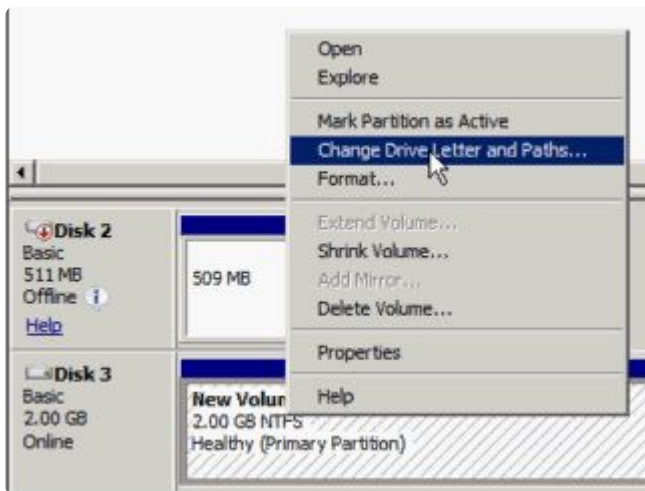 Open
Explore
Mark Partition as Active
Change Drive Letter and Paths...
Format...
Extend Volume...
Shrink Volume...
Add Mirror...
Delete Volume...
Properties
Help
Disk 2
Basic
511 MB
Offline
Help
509 MB
Disk 3
Basic
2.00 GB
Online
New Volum
2.00 GB NTFS
Healthy (Primary Partition)